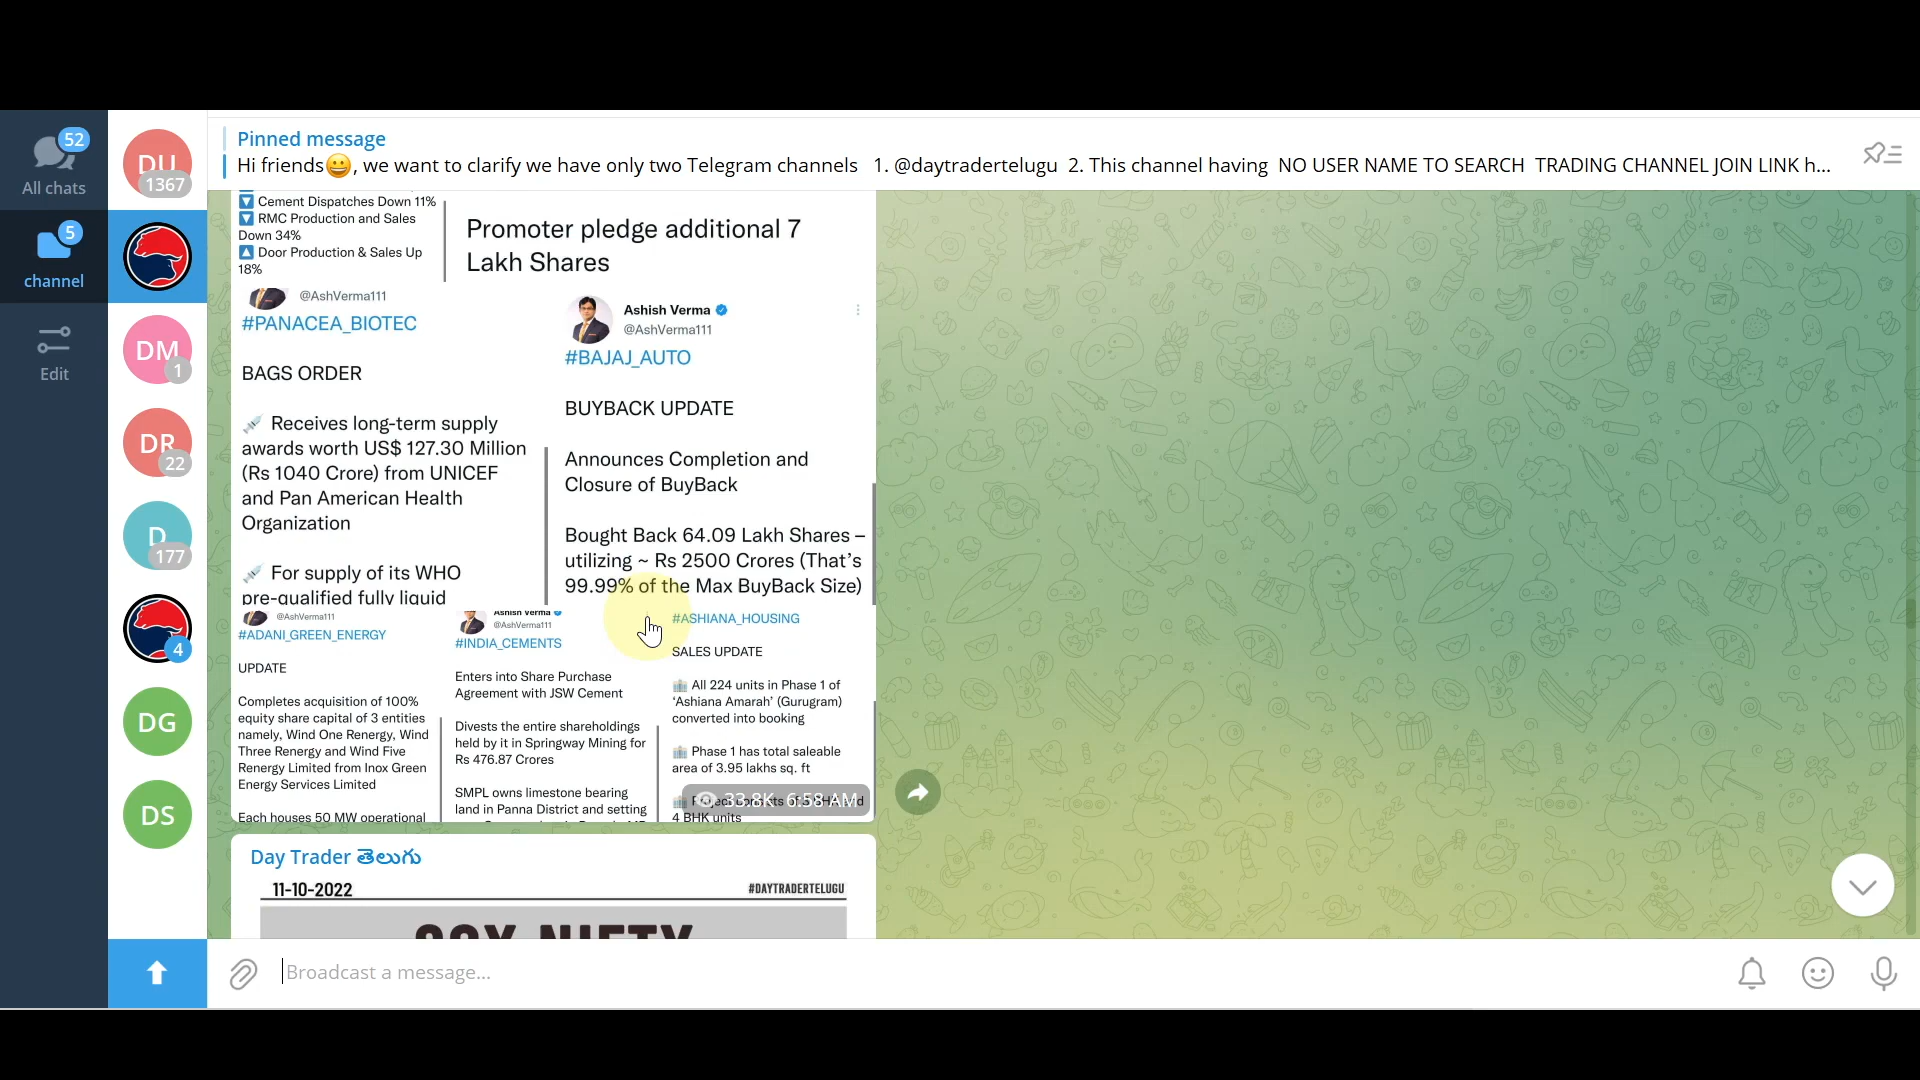 52
All chats
5
channel
Edit
DU
1367
DM
1
DR
22
D
177
4
DG
DS
Pinned message
Hi friends😀, we want to clarify we have only two Telegram channels 1. @daytradertelugu 2. This channel having NO USER NAME TO SEARCH TRADING CHANNEL JOIN LINK h...
Cement Dispatches Down 11%
RMC Production and Sales
Down 34%
Door Production & Sales Up
18%
Promoter pledge additional 7
Lakh Shares
@AshVerma111
#PANACEA_BIOTEC
BAGS ORDER
Receives long-term supply
awards worth US$ 127.30 Million
(Rs 1040 Crore) from UNICEF
and Pan American Health
Organization
For supply of its WHO
pre-qualified fully liquid
Ashish Verma
@AshVerma111
#BAJAJ_AUTO
BUYBACK UPDATE
Announces Completion and
Closure of BuyBack
Bought Back 64.09 Lakh Shares –
utilizing ~ Rs 2500 Crores (That's
99.99% of the Max BuyBack Size)
@AshVerma111
#ADANI_GREEN_ENERGY
UPDATE
Completes acquisition of 100%
equity share capital of 3 entities
namely, Wind One Renergy, Wind
Three Renergy and Wind Five
Renergy Limited from Inox Green
Energy Services Limited
Each houses 50 MW operational
Ashish Verma
@AshVerma111
#INDIA_CEMENTS
Enters into Share Purchase
Agreement with JSW Cement
Divests the entire shareholdings
held by it in Springway Mining for
Rs 476.87 Crores
SMPL owns limestone bearing
land in Panna District and setting
#ASHIANA_HOUSING
SALES UPDATE
All 224 units in Phase 1 of
'Ashiana Amarah' (Gurugram)
converted into booking
Phase 1 has total saleable
area of 3.95 lakhs sq. ft
4 BHK units
33.8K 6:58 AM
Day Trader తెలుగు
11-10-2022
#DAYTRADERTELUGU
SGX NIFTY
Broadcast a message...